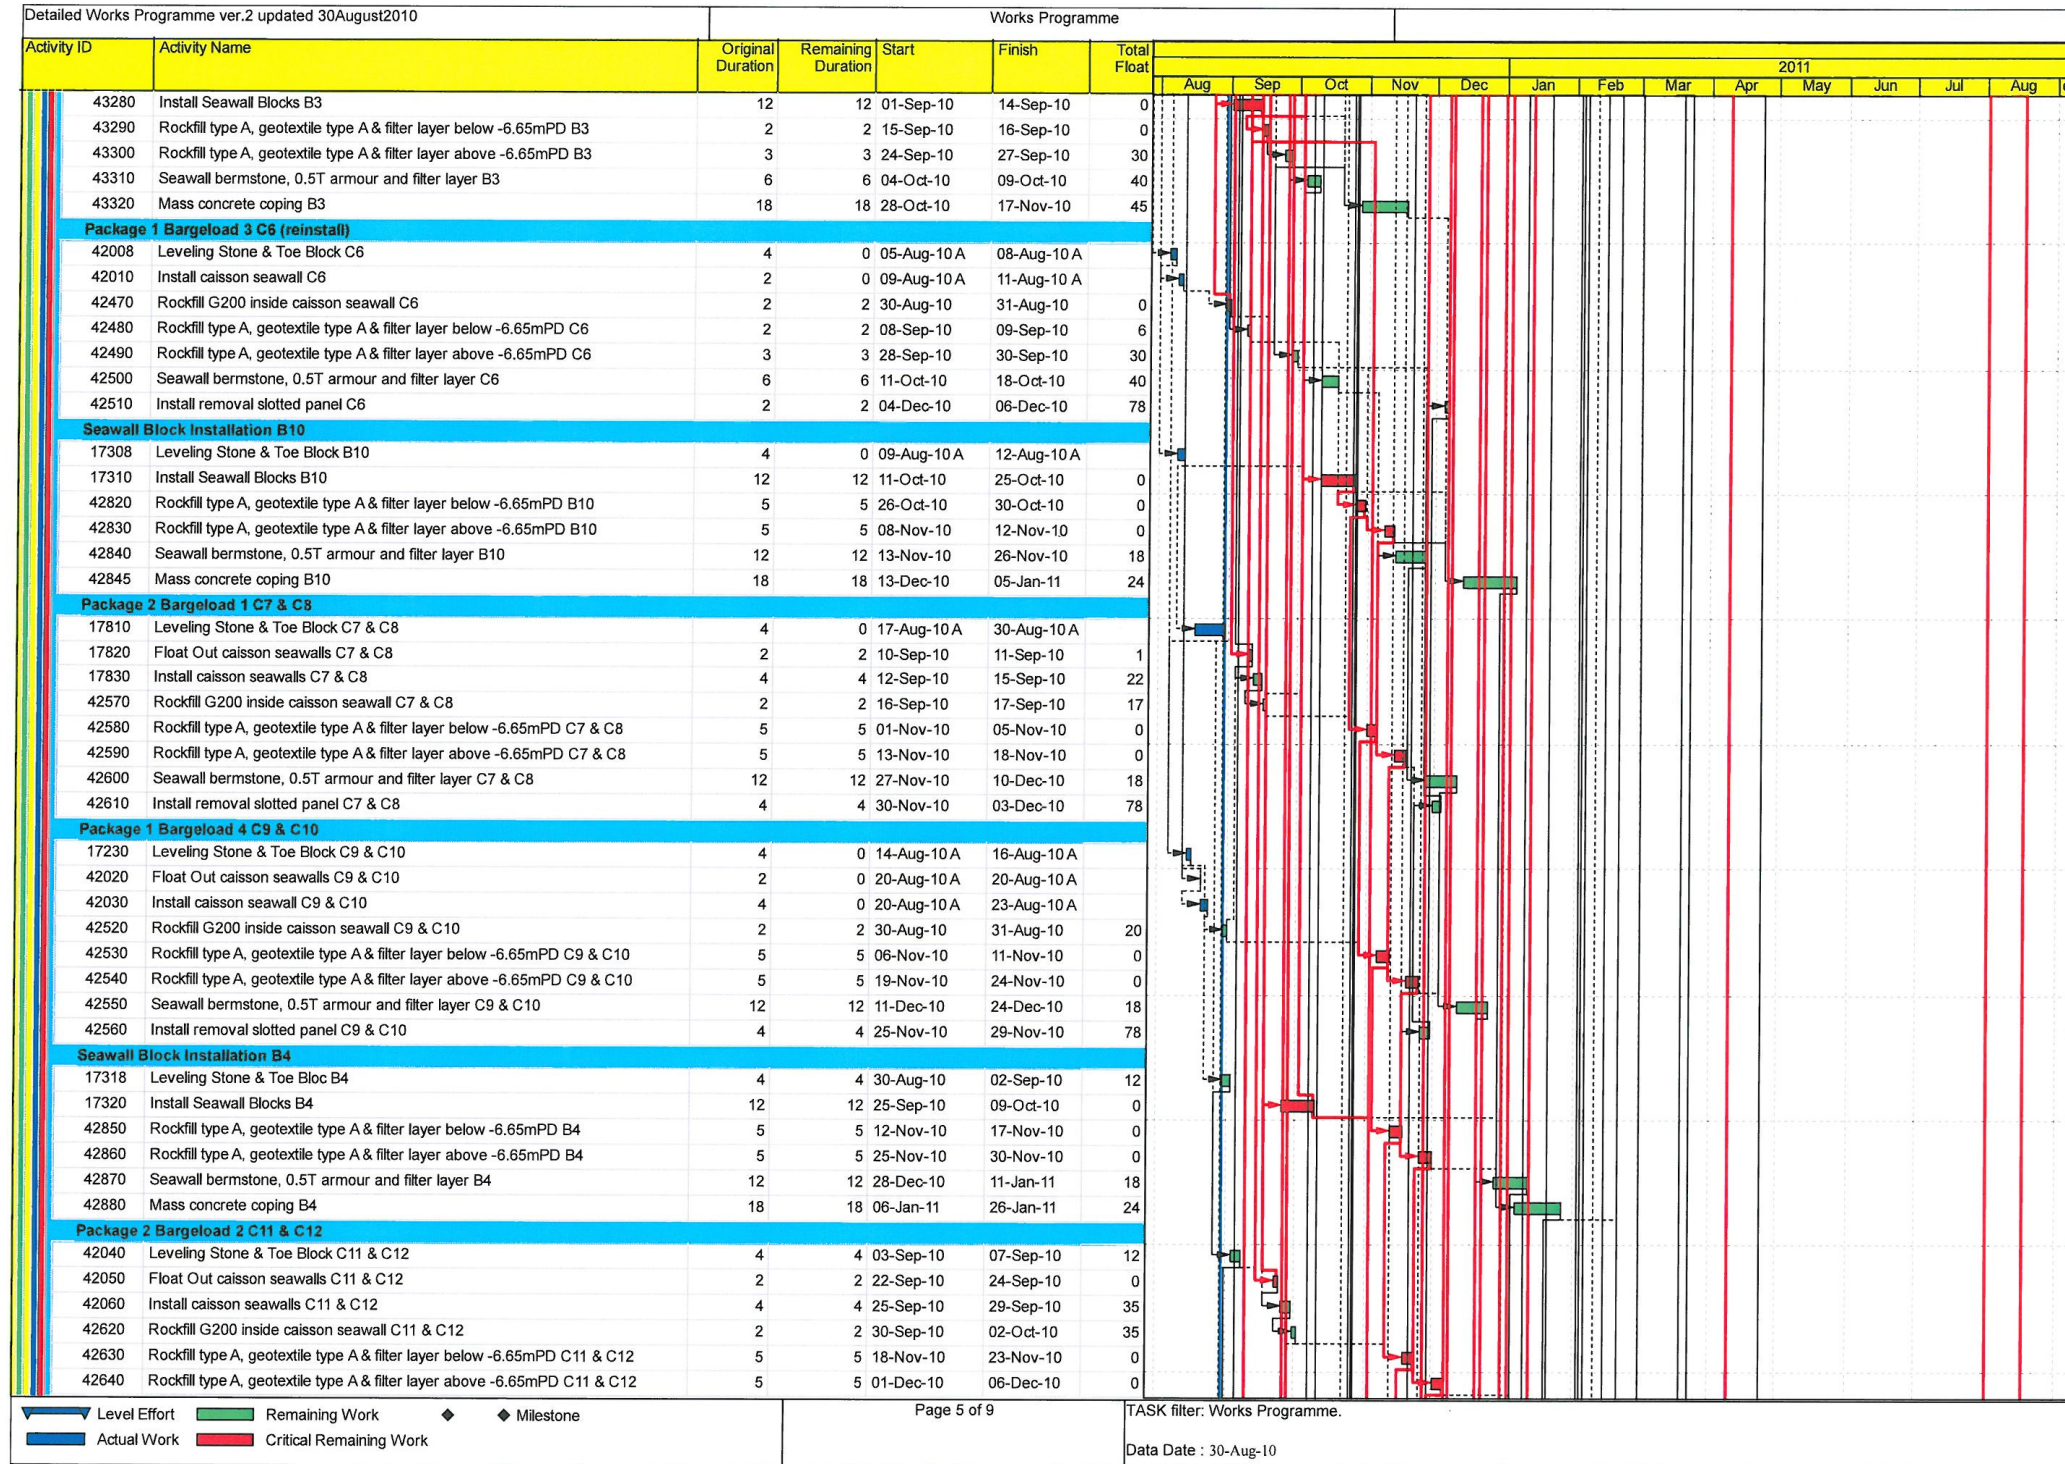 Detailed Works Programme ver.2 updated 30August2010 Works Programme
Activity ID Activity Name Original Duration Remaining Duration Start Finish Total Float
2011
Aug Sep Oct Nov Dec Jan Feb Mar Apr May Jun Jul Aug
43280 Install Seawall Blocks B3 12 12 01-Sep-10 14-Sep-10 0
43290 Rockfill type A, geotextile type A & filter layer below -6.65mPD B3 2 2 15-Sep-10 16-Sep-10 0
43300 Rockfill type A, geotextile type A & filter layer above -6.65mPD B3 3 3 24-Sep-10 27-Sep-10 30
43310 Seawall bermstone, 0.5T armour and filter layer B3 6 6 04-Oct-10 09-Oct-10 40
43320 Mass concrete coping B3 18 18 28-Oct-10 17-Nov-10 45
Package 1 Bargeload 3 C6 (reinstall)
42008 Leveling Stone & Toe Block C6 4 0 05-Aug-10 A 08-Aug-10 A
42010 Install caisson seawall C6 2 0 09-Aug-10 A 11-Aug-10 A
42470 Rockfill G200 inside caisson seawall C6 2 2 30-Aug-10 31-Aug-10 0
42480 Rockfill type A, geotextile type A & filter layer below -6.65mPD C6 2 2 08-Sep-10 09-Sep-10 6
42490 Rockfill type A, geotextile type A & filter layer above -6.65mPD C6 3 3 28-Sep-10 30-Sep-10 30
42500 Seawall bermstone, 0.5T armour and filter layer C6 6 6 11-Oct-10 18-Oct-10 40
42510 Install removal slotted panel C6 2 2 04-Dec-10 06-Dec-10 78
Seawall Block Installation B10
17308 Leveling Stone & Toe Block B10 4 0 09-Aug-10 A 12-Aug-10 A
17310 Install Seawall Blocks B10 12 12 11-Oct-10 25-Oct-10 0
42820 Rockfill type A, geotextile type A & filter layer below -6.65mPD B10 5 5 26-Oct-10 30-Oct-10 0
42830 Rockfill type A, geotextile type A & filter layer above -6.65mPD B10 5 5 08-Nov-10 12-Nov-10 0
42840 Seawall bermstone, 0.5T armour and filter layer B10 12 12 13-Nov-10 26-Nov-10 18
42845 Mass concrete coping B10 18 18 13-Dec-10 05-Jan-11 24
Package 2 Bargeload 1 C7 & C8
17810 Leveling Stone & Toe Block C7 & C8 4 0 17-Aug-10 A 30-Aug-10 A
17820 Float Out caisson seawalls C7 & C8 2 2 10-Sep-10 11-Sep-10 1
17830 Install caisson seawalls C7 & C8 4 4 12-Sep-10 15-Sep-10 22
42570 Rockfill G200 inside caisson seawall C7 & C8 2 2 16-Sep-10 17-Sep-10 17
42580 Rockfill type A, geotextile type A & filter layer below -6.65mPD C7 & C8 5 5 01-Nov-10 05-Nov-10 0
42590 Rockfill type A, geotextile type A & filter layer above -6.65mPD C7 & C8 5 5 13-Nov-10 18-Nov-10 0
42600 Seawall bermstone, 0.5T armour and filter layer C7 & C8 12 12 27-Nov-10 10-Dec-10 18
42610 Install removal slotted panel C7 & C8 4 4 30-Nov-10 03-Dec-10 78
Package 1 Bargeload 4 C9 & C10
17230 Leveling Stone & Toe Block C9 & C10 4 0 14-Aug-10 A 16-Aug-10 A
42020 Float Out caisson seawalls C9 & C10 2 0 20-Aug-10 A 20-Aug-10 A
42030 Install caisson seawall C9 & C10 4 0 20-Aug-10 A 23-Aug-10 A
42520 Rockfill G200 inside caisson seawall C9 & C10 2 2 30-Aug-10 31-Aug-10 20
42530 Rockfill type A, geotextile type A & filter layer below -6.65mPD C9 & C10 5 5 06-Nov-10 11-Nov-10 0
42540 Rockfill type A, geotextile type A & filter layer above -6.65mPD C9 & C10 5 5 19-Nov-10 24-Nov-10 0
42550 Seawall bermstone, 0.5T armour and filter layer C9 & C10 12 12 11-Dec-10 24-Dec-10 18
42560 Install removal slotted panel C9 & C10 4 4 25-Nov-10 29-Nov-10 78
Seawall Block Installation B4
17318 Leveling Stone & Toe Bloc B4 4 4 30-Aug-10 02-Sep-10 12
17320 Install Seawall Blocks B4 12 12 25-Sep-10 09-Oct-10 0
42850 Rockfill type A, geotextile type A & filter layer below -6.65mPD B4 5 5 12-Nov-10 17-Nov-10 0
42860 Rockfill type A, geotextile type A & filter layer above -6.65mPD B4 5 5 25-Nov-10 30-Nov-10 0
42870 Seawall bermstone, 0.5T armour and filter layer B4 12 12 28-Dec-10 11-Jan-11 18
42880 Mass concrete coping B4 18 18 06-Jan-11 26-Jan-11 24
Package 2 Bargeload 2 C11 & C12
42040 Leveling Stone & Toe Block C11 & C12 4 4 03-Sep-10 07-Sep-10 12
42050 Float Out caisson seawalls C11 & C12 2 2 22-Sep-10 24-Sep-10 0
42060 Install caisson seawalls C11 & C12 4 4 25-Sep-10 29-Sep-10 35
42620 Rockfill G200 inside caisson seawall C11 & C12 2 2 30-Sep-10 02-Oct-10 35
42630 Rockfill type A, geotextile type A & filter layer below -6.65mPD C11 & C12 5 5 18-Nov-10 23-Nov-10 0
42640 Rockfill type A, geotextile type A & filter layer above -6.65mPD C11 & C12 5 5 01-Dec-10 06-Dec-10 0
Level Effort Remaining Work Milestone
Actual Work Critical Remaining Work
Page 5 of 9
TASK filter: Works Programme.
Data Date : 30-Aug-10